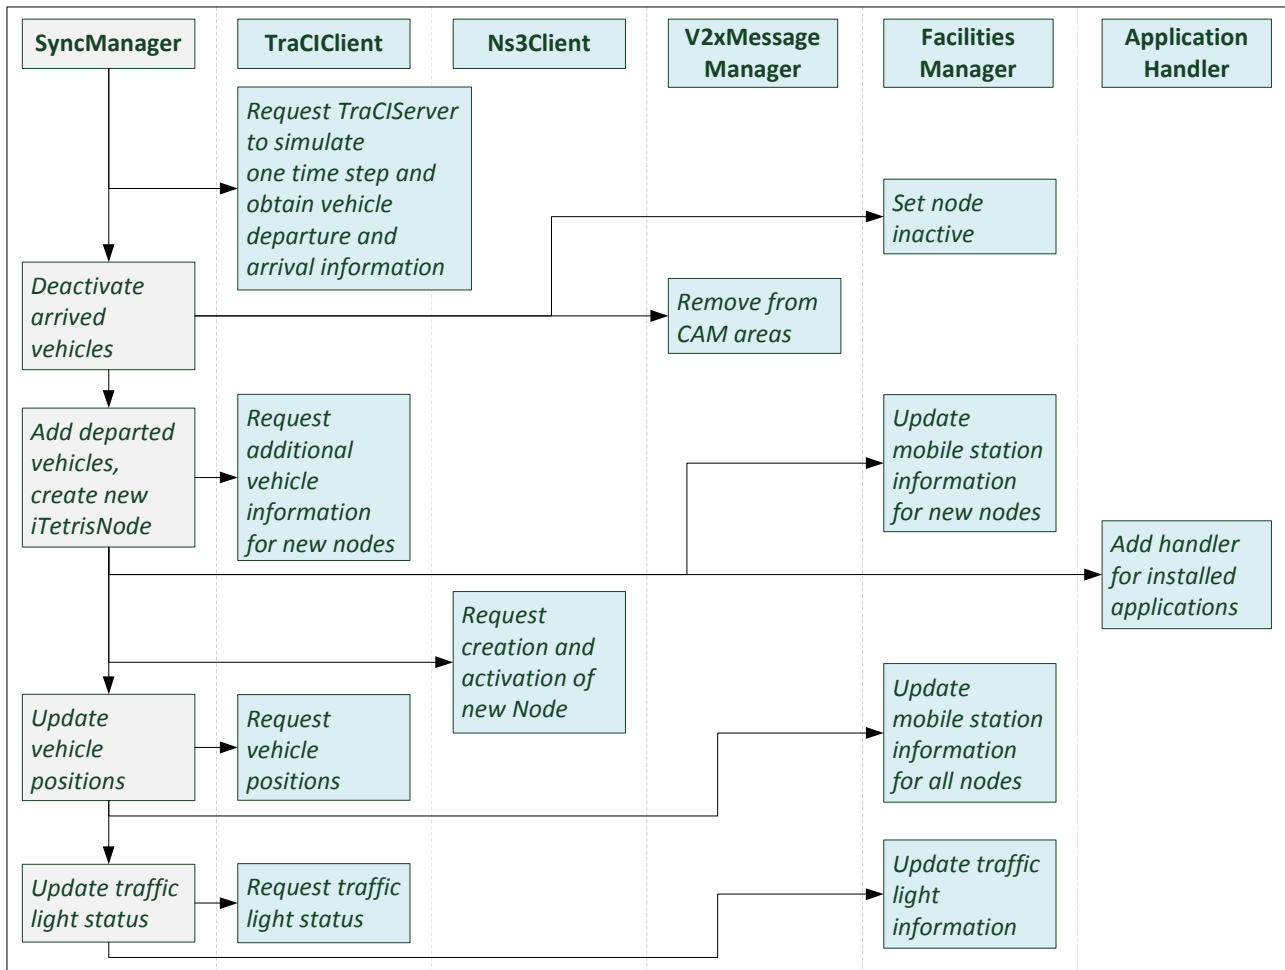 SyncManager
TraCIClient
Ns3Client
V2xMessage
Manager
Facilities
Manager
Application
Handler
Request TraCIServer
to simulate
one time step and
obtain vehicle
departure and
arrival information
Set node
inactive
Deactivate
arrived
vehicles
Remove from
CAM areas
Add departed
vehicles,
create new
iTetrisNode
Request
additional
vehicle
information
for new nodes
Update
mobile station
information
for new nodes
Add handler
for installed
applications
Request
creation and
activation of
new Node
Update
vehicle
positions
Request
vehicle
positions
Update
mobile station
information
for all nodes
Update traffic
light status
Request traffic
light status
Update traffic
light
information